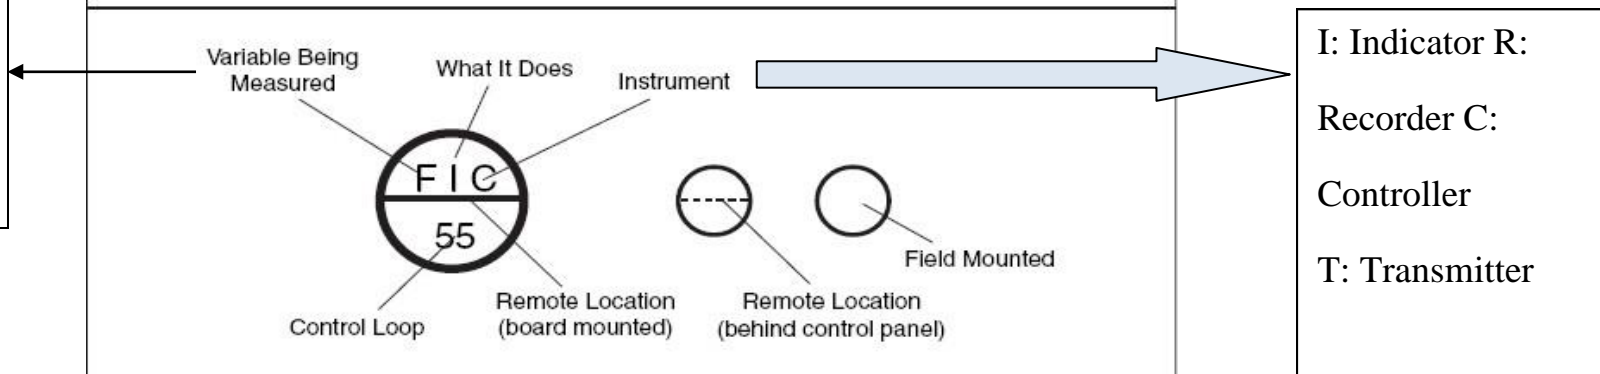 Variable Being
Measured
What It Does
Instrument
F I C
55
Control Loop
Remote Location
(board mounted)
Remote Location
(behind control panel)
Field Mounted
I: Indicator R:
Recorder C:
Controller
T: Transmitter